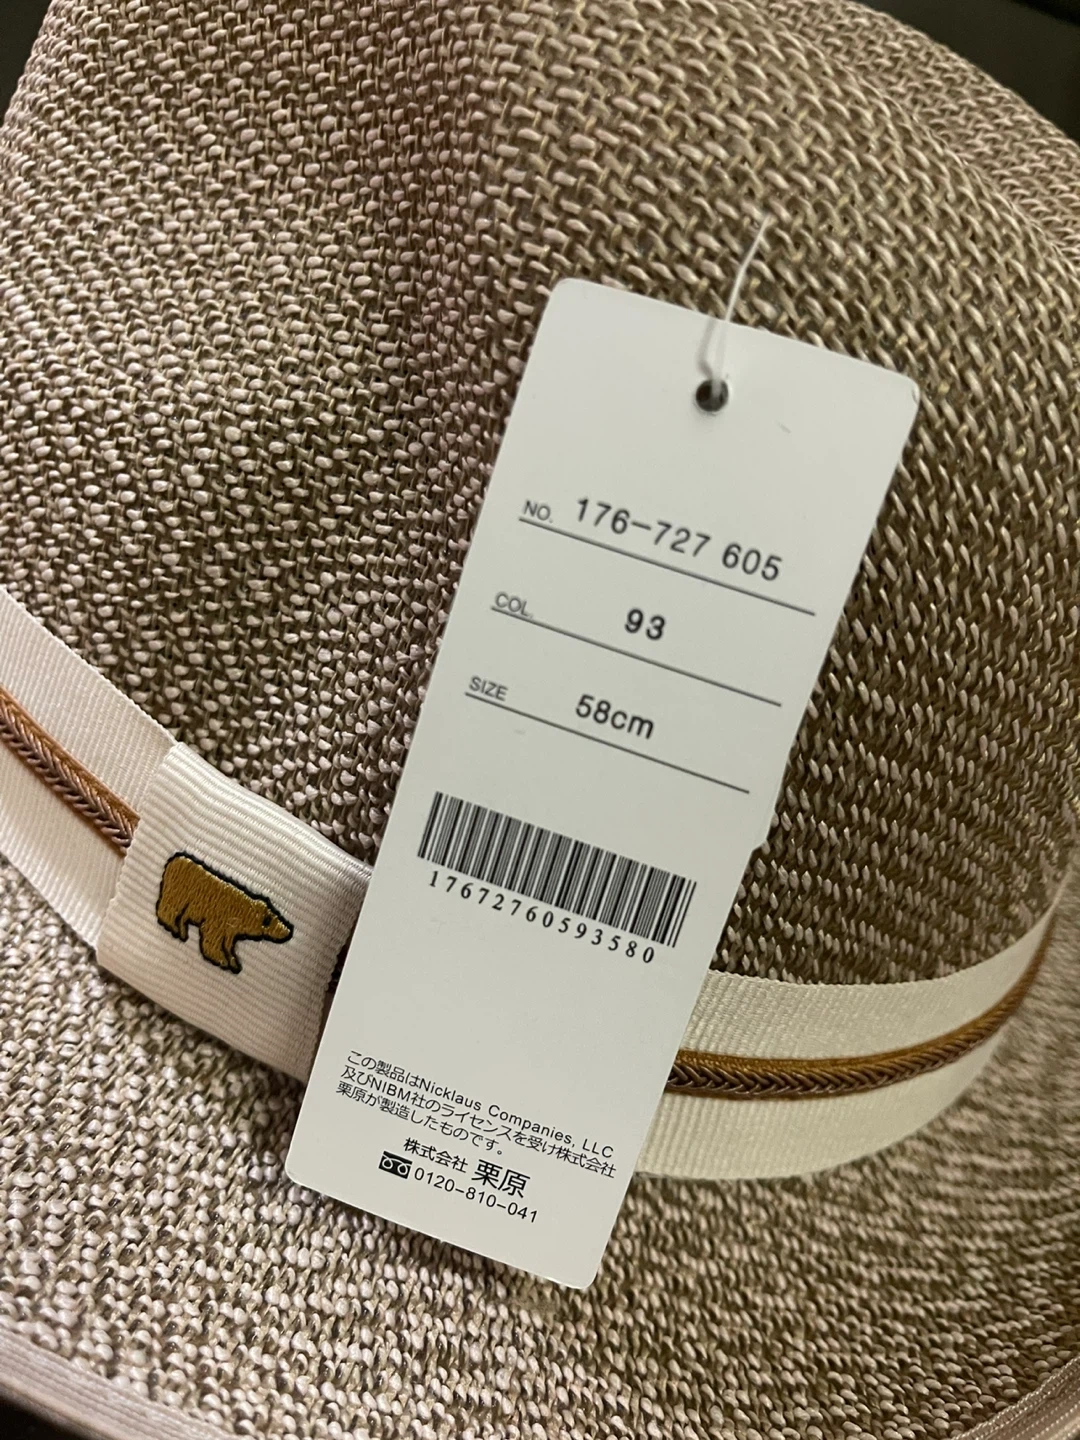 NO. 176-727 605
COL. 93
SIZE 58cm
1767276059358​0
この製品はNicklaus Companies, LLC
及びNIBM社のライセンスを受け株式会社
栗原が製造したものです。
株式会社 栗原
0120-810-041